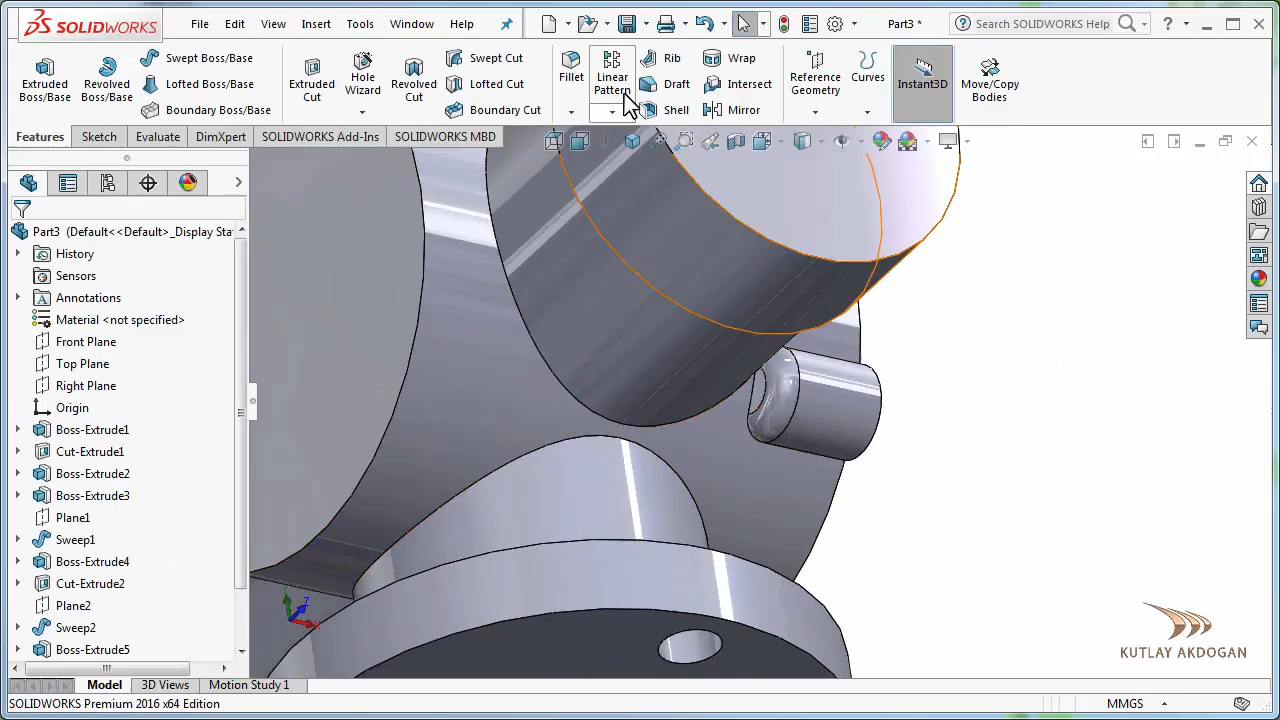 SOLIDWORKS
File Edit View Insert Tools Window Help
Part3 *
Search SOLIDWORKS Help
Extruded Boss/Base
Revolved Boss/Base
Swept Boss/Base
Lofted Boss/Base
Boundary Boss/Base
Extruded Cut
Hole Wizard
Revolved Cut
Swept Cut
Lofted Cut
Boundary Cut
Fillet
Linear Pattern
Rib
Draft
Shell
Wrap
Intersect
Mirror
Reference Geometry
Curves
Instant3D
Move/Copy Bodies
Features Sketch Evaluate DimXpert SOLIDWORKS Add-Ins SOLIDWORKS MBD
Part3 (Default<<Default>_Display Sta
History
Sensors
Annotations
Material <not specified>
Front Plane
Top Plane
Right Plane
Origin
Boss-Extrude1
Cut-Extrude1
Boss-Extrude2
Boss-Extrude3
Plane1
Sweep1
Boss-Extrude4
Cut-Extrude2
Plane2
Sweep2
Boss-Extrude5
KUTLAY AKDOGAN
Model 3D Views Motion Study 1
SOLIDWORKS Premium 2016 x64 Edition
MMGS